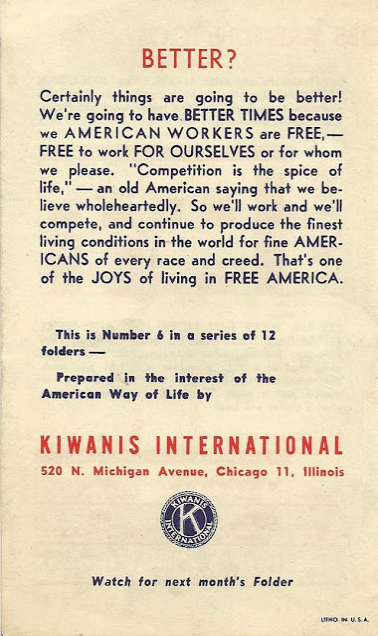 BETTER?
Certainly things are going to be better!
We're going to have BETTER TIMES because
we AMERICAN WORKERS are FREE,—
FREE to work FOR OURSELVES or for whom
we please. "Competition is the spice of
life," — an old American saying that we be-
lieve wholeheartedly. So we'll work and we'll
compete, and continue to produce the finest
living conditions in the world for fine AMER-
ICANS of every race and creed. That's one
of the JOYS of living in FREE AMERICA.
This is Number 6 in a series of 12
folders —
Prepared in the interest of the
American Way of Life by
KIWANIS INTERNATIONAL
520 N. Michigan Avenue, Chicago 11, Illinois
KIWANIS
K
INTERNATIONAL
Watch for next month's Folder
LITHO IN U.S.A.